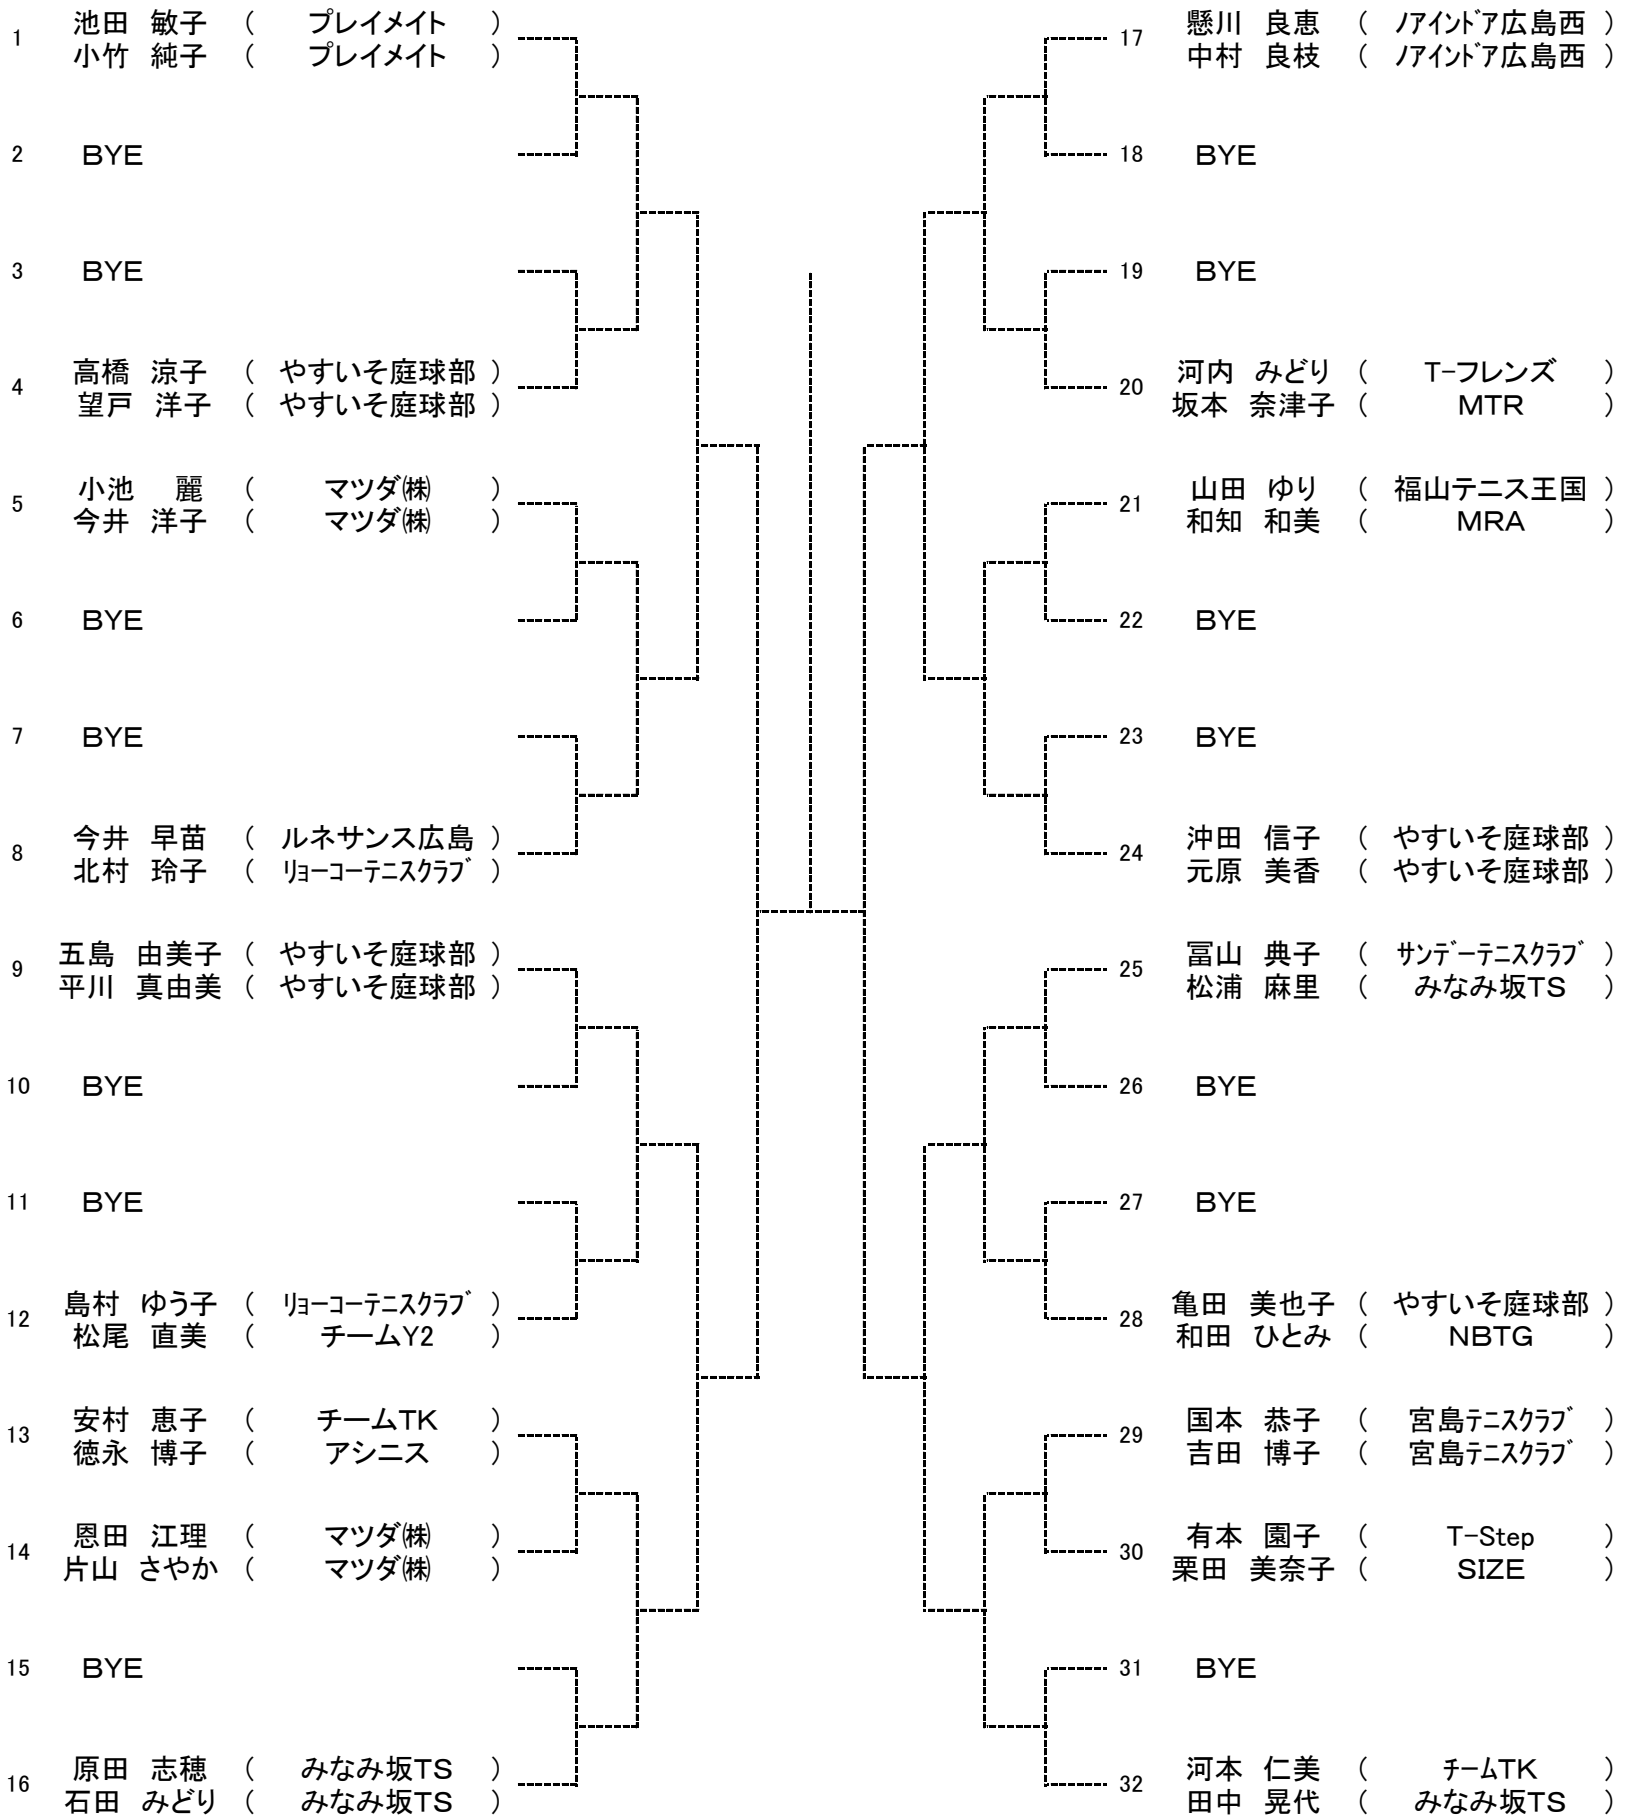 1 池田 敏子 ( プレイメイト )
小竹 純子 ( プレイメイト )
2 BYE
3 BYE
4 高橋 涼子 ( やすいそ庭球部 )
望戸 洋子 ( やすいそ庭球部 )
5 小池 麗 ( マツダ㈱ )
今井 洋子 ( マツダ㈱ )
6 BYE
7 BYE
8 今井 早苗 ( ルネサンス広島 )
北村 玲子 ( ﾘｮｰｺｰﾃﾆｽｸﾗﾌﾞ )
9 五島 由美子 ( やすいそ庭球部 )
平川 真由美 ( やすいそ庭球部 )
10 BYE
11 BYE
12 島村 ゆう子 ( ﾘｮｰｺｰﾃﾆｽｸﾗﾌﾞ )
松尾 直美 ( チームY2 )
13 安村 恵子 ( チームTK )
徳永 博子 ( アシニス )
14 恩田 江理 ( マツダ㈱ )
片山 さやか ( マツダ㈱ )
15 BYE
16 原田 志穂 ( みなみ坂TS )
石田 みどり ( みなみ坂TS )
17 懸川 良恵 ( ﾉｱｲﾝﾄﾞｱ広島西 )
中村 良枝 ( ﾉｱｲﾝﾄﾞｱ広島西 )
18 BYE
19 BYE
20 河内 みどり ( T-フレンズ )
坂本 奈津子 ( MTR )
21 山田 ゆり ( 福山テニス王国 )
和知 和美 ( MRA )
22 BYE
23 BYE
24 沖田 信子 ( やすいそ庭球部 )
元原 美香 ( やすいそ庭球部 )
25 冨山 典子 ( ｻﾝﾃﾞｰﾃﾆｽｸﾗﾌﾞ )
松浦 麻里 ( みなみ坂TS )
26 BYE
27 BYE
28 亀田 美也子 ( やすいそ庭球部 )
和田 ひとみ ( NBTG )
29 国本 恭子 ( 宮島ﾃﾆｽｸﾗﾌﾞ )
吉田 博子 ( 宮島ﾃﾆｽｸﾗﾌﾞ )
30 有本 園子 ( T-Step )
栗田 美奈子 ( SIZE )
31 BYE
32 河本 仁美 ( ﾁｰﾑTK )
田中 晃代 ( みなみ坂TS )